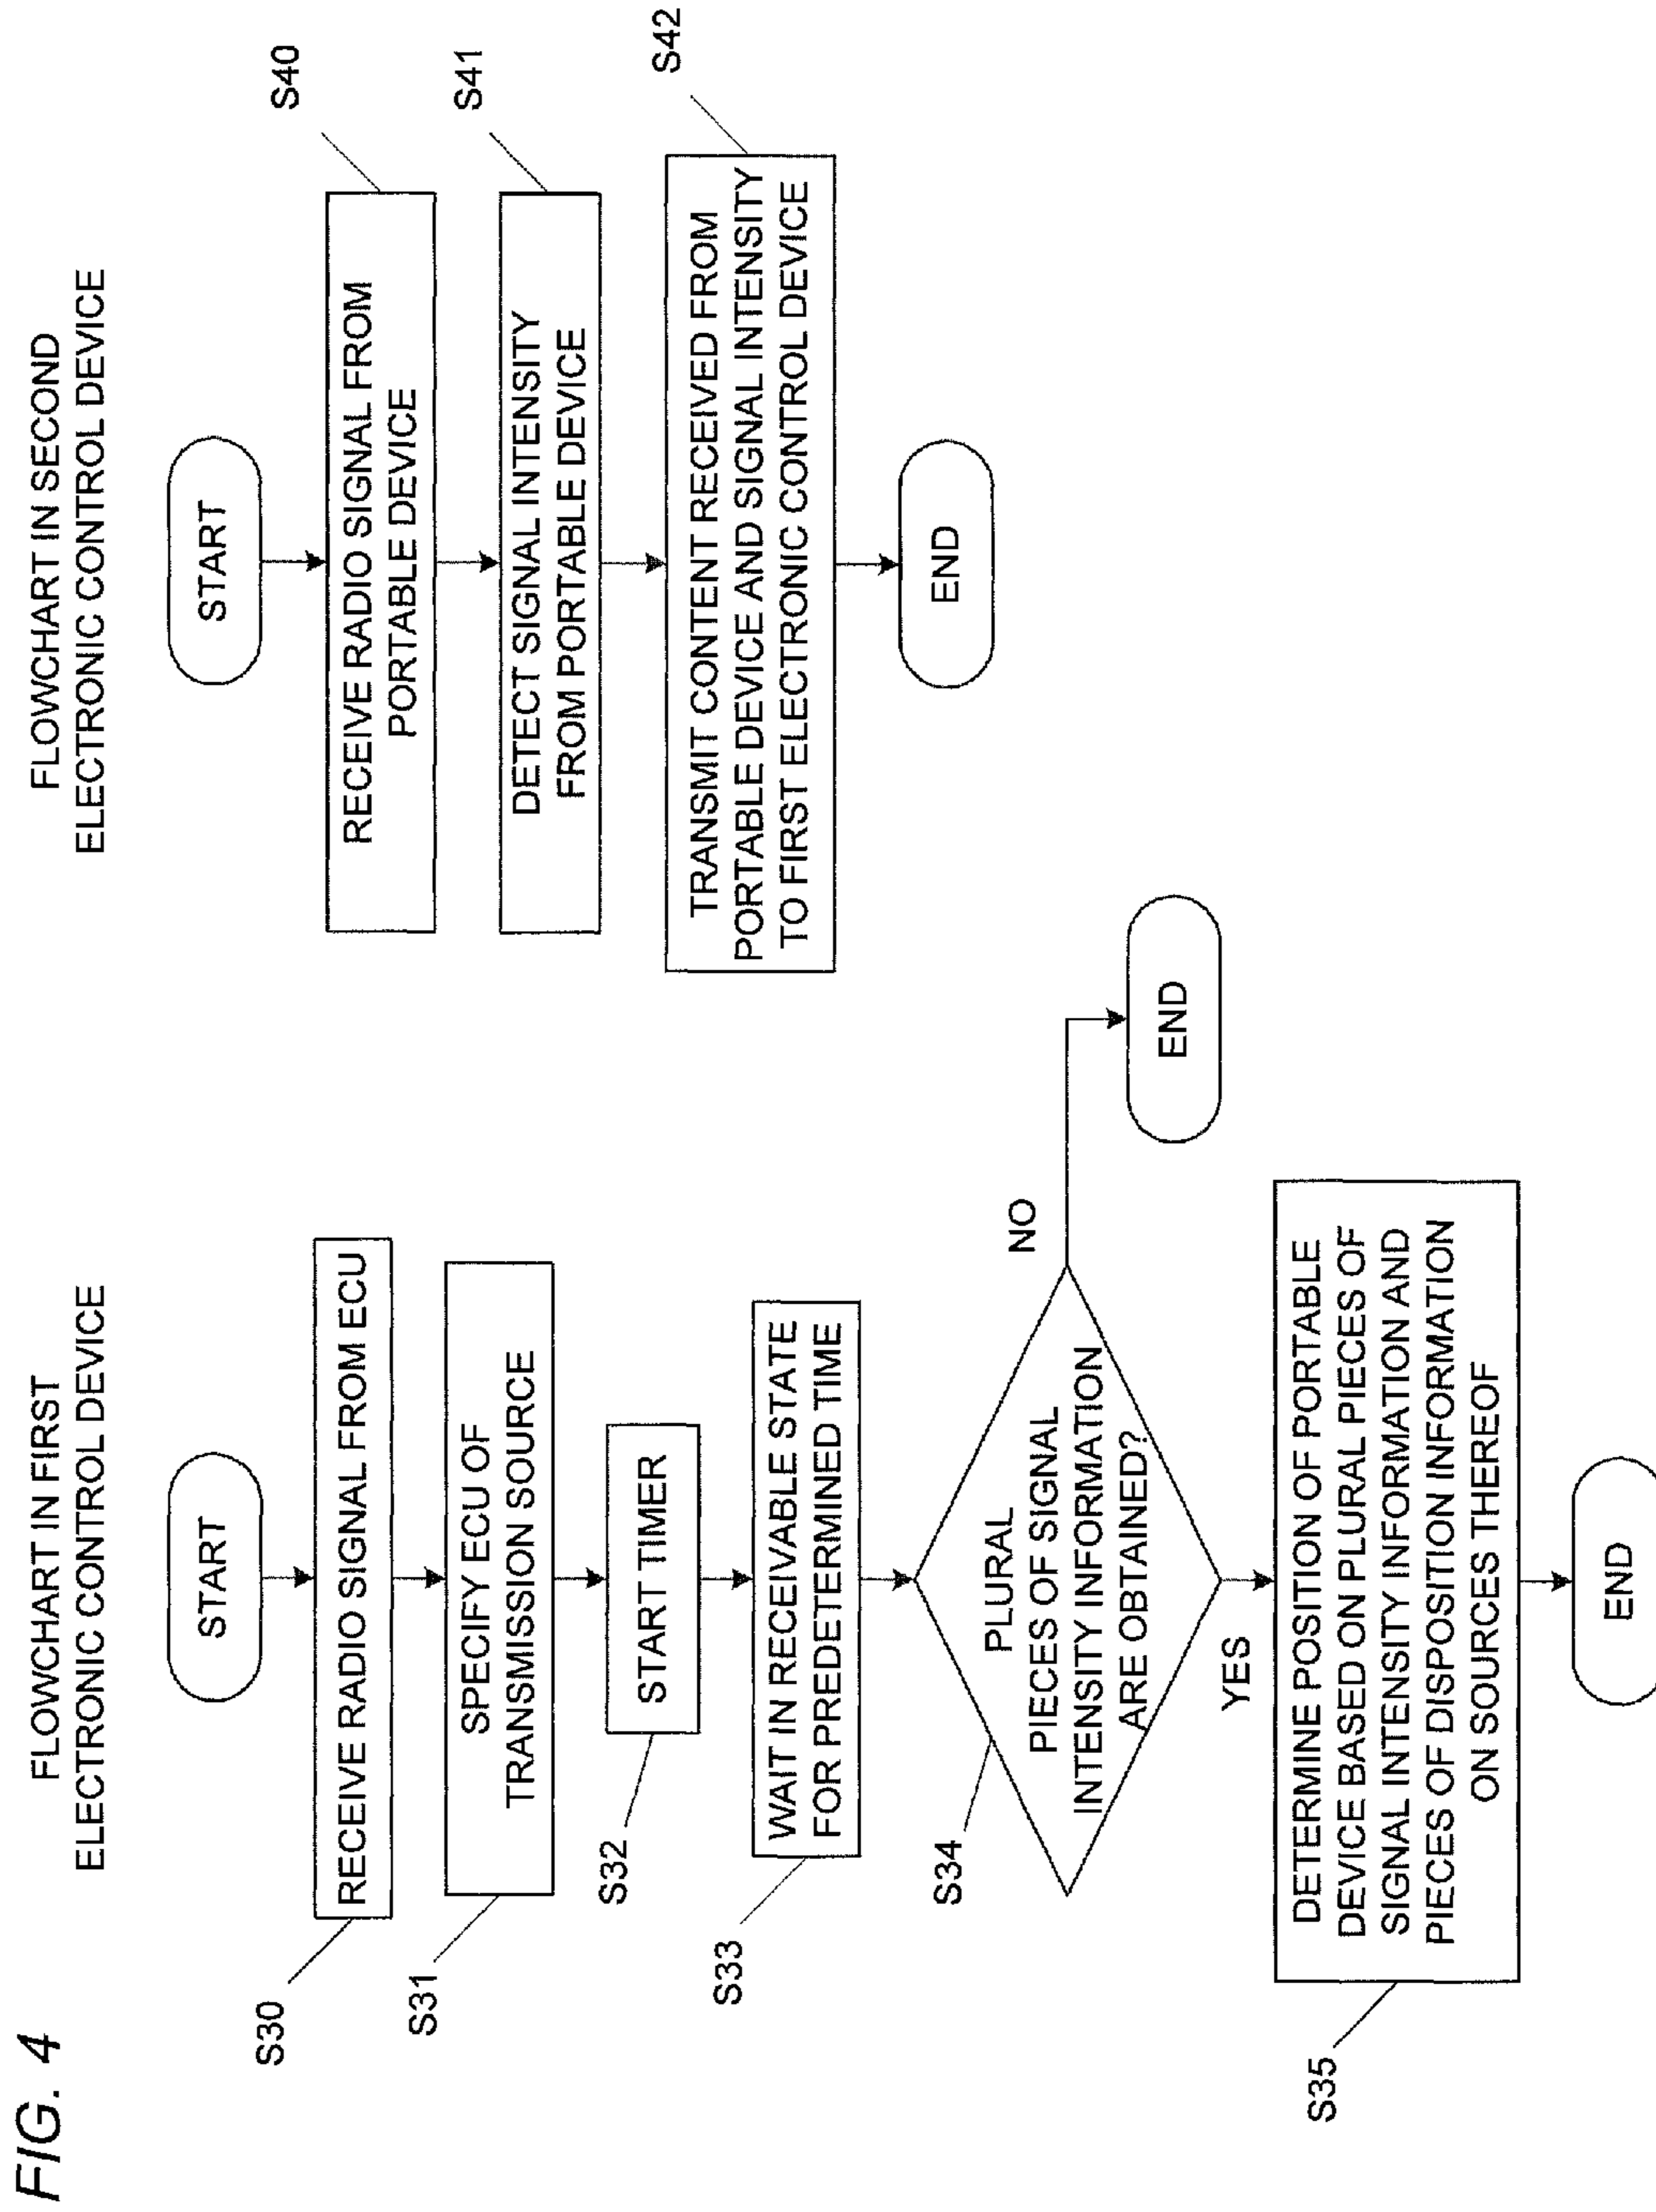 FIG. 4
FLOWCHART IN FIRST
ELECTRONIC CONTROL DEVICE
START
S30
RECEIVE RADIO SIGNAL FROM ECU
S31
SPECIFY ECU OF
TRANSMISSION SOURCE
S32
START TIMER
S33
WAIT IN RECEIVABLE STATE
FOR PREDETERMINED TIME
S34
PLURAL
PIECES OF SIGNAL
INTENSITY INFORMATION
ARE OBTAINED?
NO
END
YES
S35
DETERMINE POSITION OF PORTABLE
DEVICE BASED ON PLURAL PIECES OF
SIGNAL INTENSITY INFORMATION AND
PIECES OF DISPOSITION INFORMATION
ON SOURCES THEREOF
END
FLOWCHART IN SECOND
ELECTRONIC CONTROL DEVICE
START
S40
RECEIVE RADIO SIGNAL FROM
PORTABLE DEVICE
S41
DETECT SIGNAL INTENSITY
FROM PORTABLE DEVICE
S42
TRANSMIT CONTENT RECEIVED FROM
PORTABLE DEVICE AND SIGNAL INTENSITY
TO FIRST ELECTRONIC CONTROL DEVICE
END